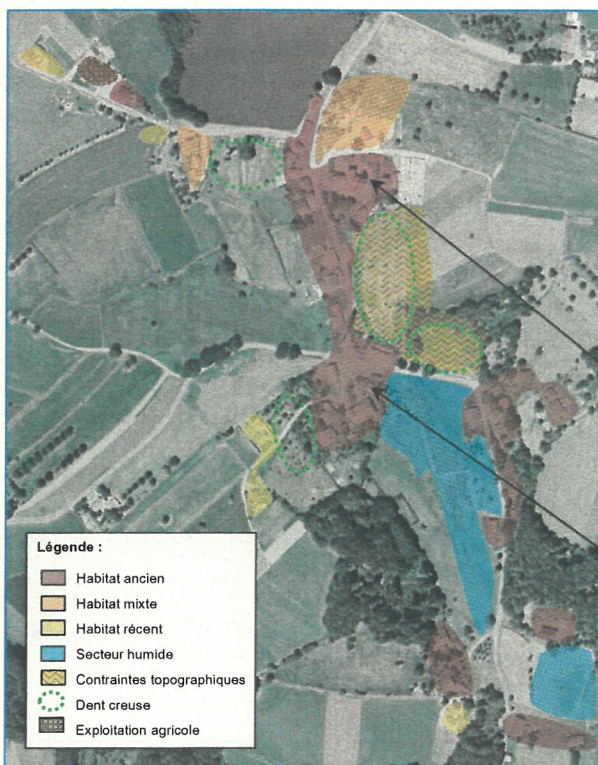 Légende :
Habitat ancien
Habitat mixte
Habitat récent
Secteur humide
Contraintes topographiques
Dent creuse
Exploitation agricole